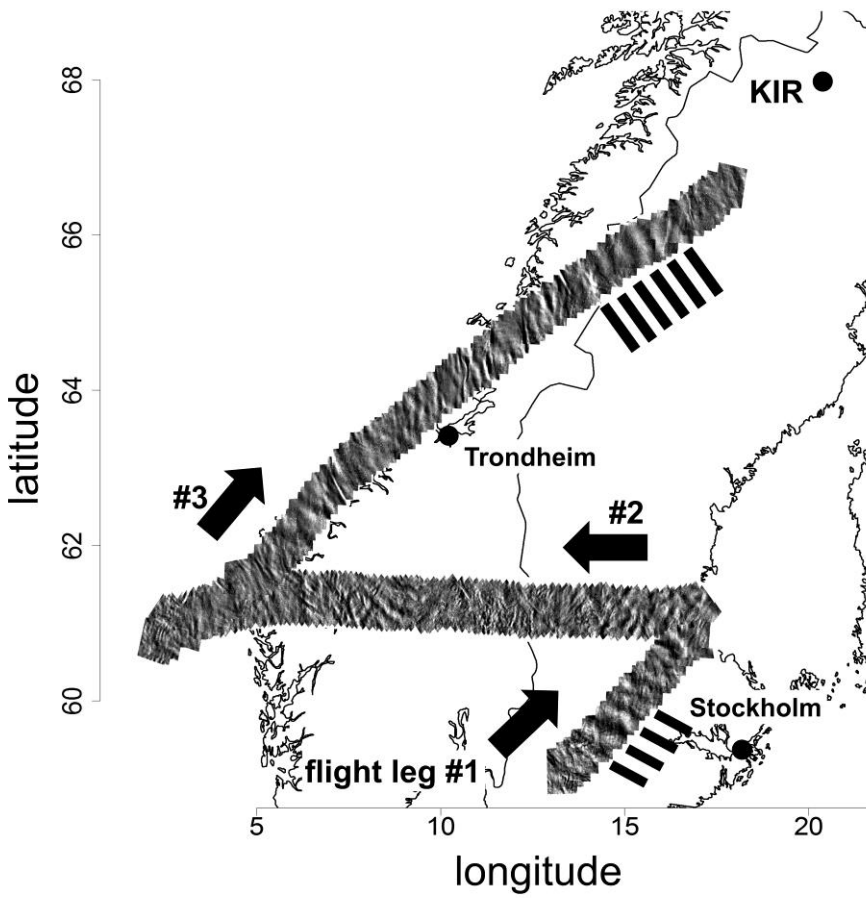 68
KIR
66
64
latitude
Trondheim
#3
#2
62
60
Stockholm
flight leg #1
5
10
15
20
longitude